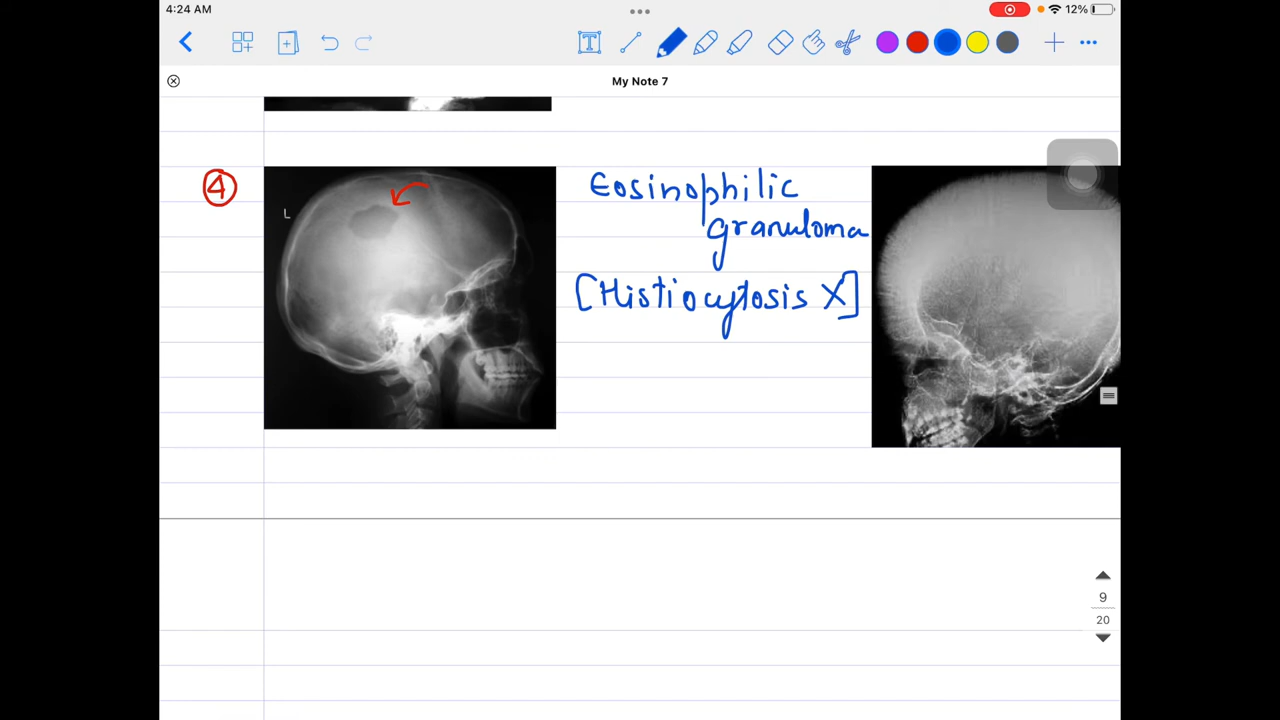 4:24 AM
12%
T
My Note 7
4
L
Eosinophilic
granuloma
[Histiocytosis X]
9
20